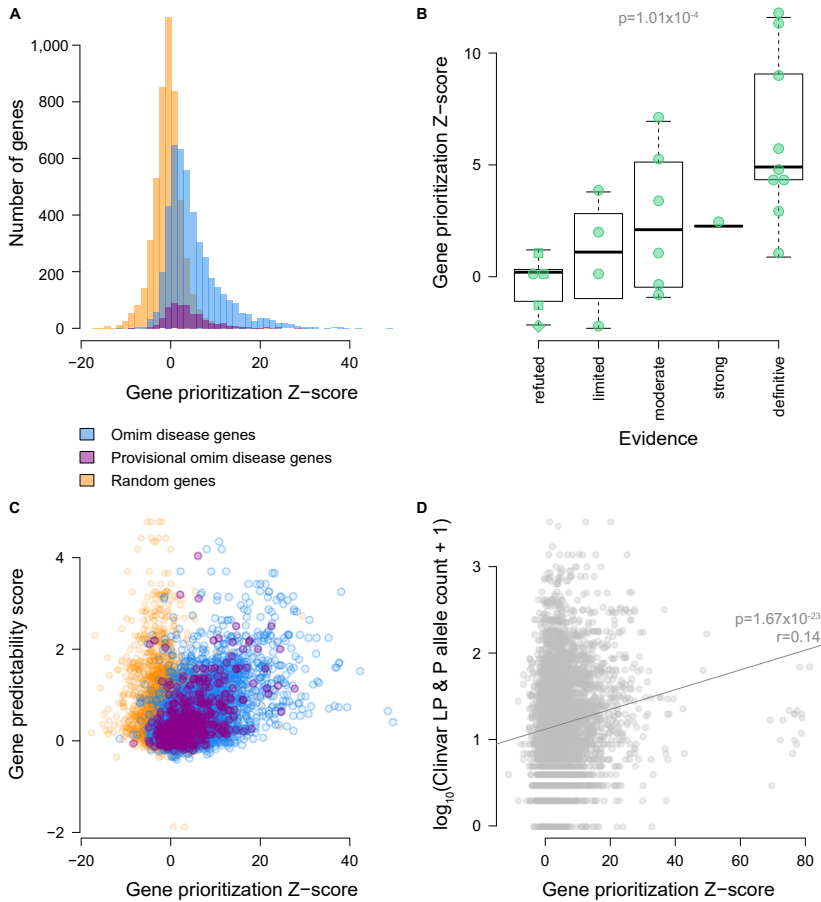 A
Number of genes
1,000
800
600
400
200
0
−20
0
20
40
Gene prioritization Z−score
Omim disease genes
Provisional omim disease genes
Random genes
B
p=1.01x10-4
Gene prioritization Z−score
10
5
0
refuted
limited
moderate
strong
definitive
Evidence
C
Gene predictability score
4
2
0
−2
−20
0
20
40
Gene prioritization Z−score
D
log10(Clinvar LP & P allele count + 1)
3
2
1
0
p=1.67x10-23
r=0.14
0
20
40
60
80
Gene prioritization Z−score